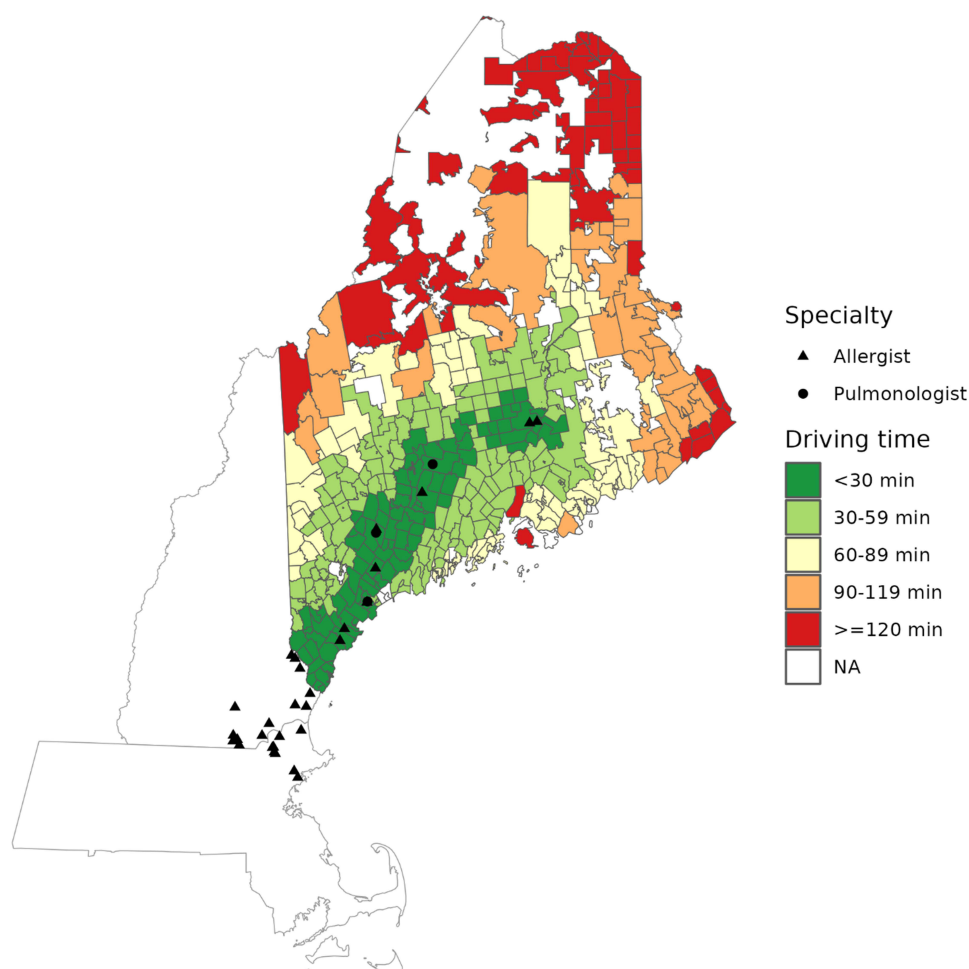 Specialty
Allergist
Pulmonologist
Driving time
<30 min
30-59 min
60-89 min
90-119 min
>=120 min
NA